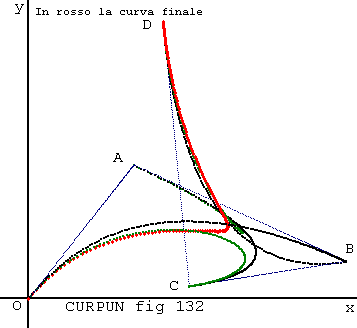 y
In rosso la curva finale
D
A
B
C
O
CURPUN fig 132
x